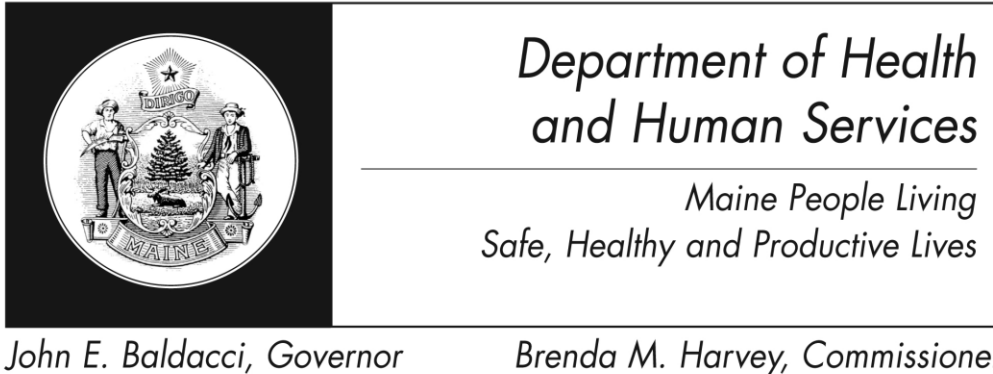 DIRIGO
MAINE
Department of Health
and Human Services
Maine People Living
Safe, Healthy and Productive Lives
John E. Baldacci, Governor
Brenda M. Harvey, Commissione